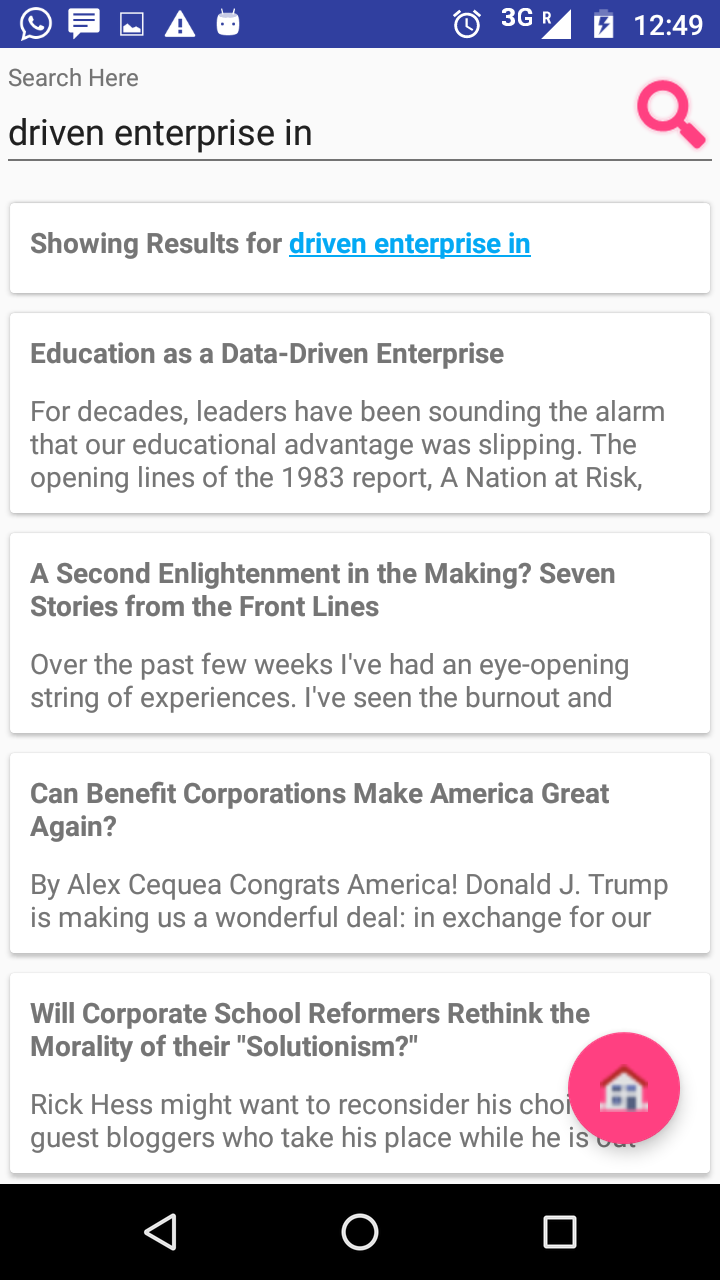 3G R 12:49
Search Here
driven enterprise in
Showing Results for driven enterprise in
Education as a Data-Driven Enterprise
For decades, leaders have been sounding the alarm
that our educational advantage was slipping. The
opening lines of the 1983 report, A Nation at Risk,
A Second Enlightenment in the Making? Seven
Stories from the Front Lines
Over the past few weeks I've had an eye-opening
string of experiences. I've seen the burnout and
Can Benefit Corporations Make America Great
Again?
By Alex Cequea Congrats America! Donald J. Trump
is making us a wonderful deal: in exchange for our
Will Corporate School Reformers Rethink the
Morality of their "Solutionism?"
Rick Hess might want to reconsider his
guest bloggers who take his place while he is